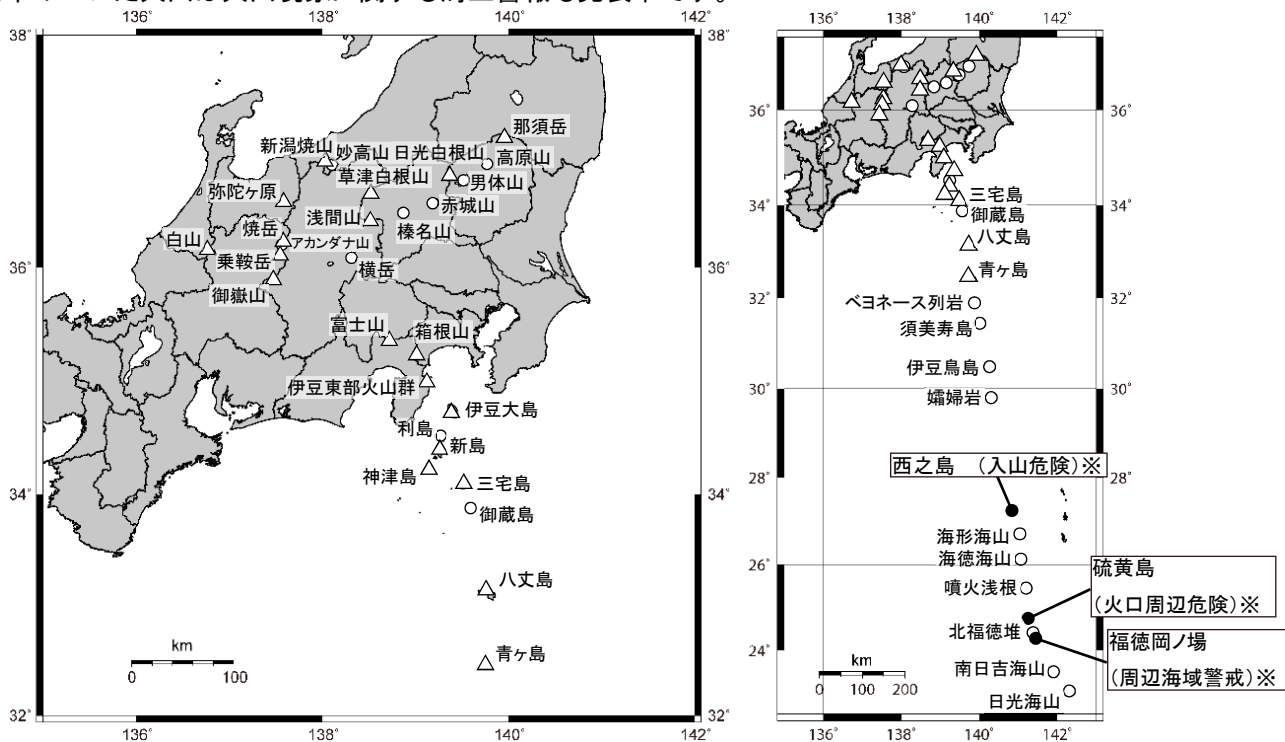 も発表中です。
136° 138° 140° 142°
38°
36°
34°
32°
那須岳
新潟焼山
妙高山
日光白根山
高原山
草津白根山
男体山
弥陀ヶ原
赤城山
浅間山
榛名山
焼岳
アカンダナ山
白山
乗鞍岳
横岳
御嶽山
富士山
箱根山
伊豆東部火山群
伊豆大島
利島
新島
神津島
三宅島
御蔵島
八丈島
青ヶ島
km
0 100
38°
36°
34°
32°
136° 138° 140° 142°
136° 138° 140° 142°
36°
34°
32°
30°
28°
26°
24°
三宅島
御蔵島
八丈島
青ヶ島
ベヨネース列岩
須美寿島
伊豆鳥島
孀婦岩
西之島 (入山危険)※
海形海山
海徳海山
噴火浅根
硫黄島
(火口周辺危険)※
北福徳堆
福徳岡ノ場
(周辺海域警戒)※
南日吉海山
日光海山
km
0 100 200
38°
36°
34°
32°
30°
28°
26°
24°
136° 138° 140° 142°